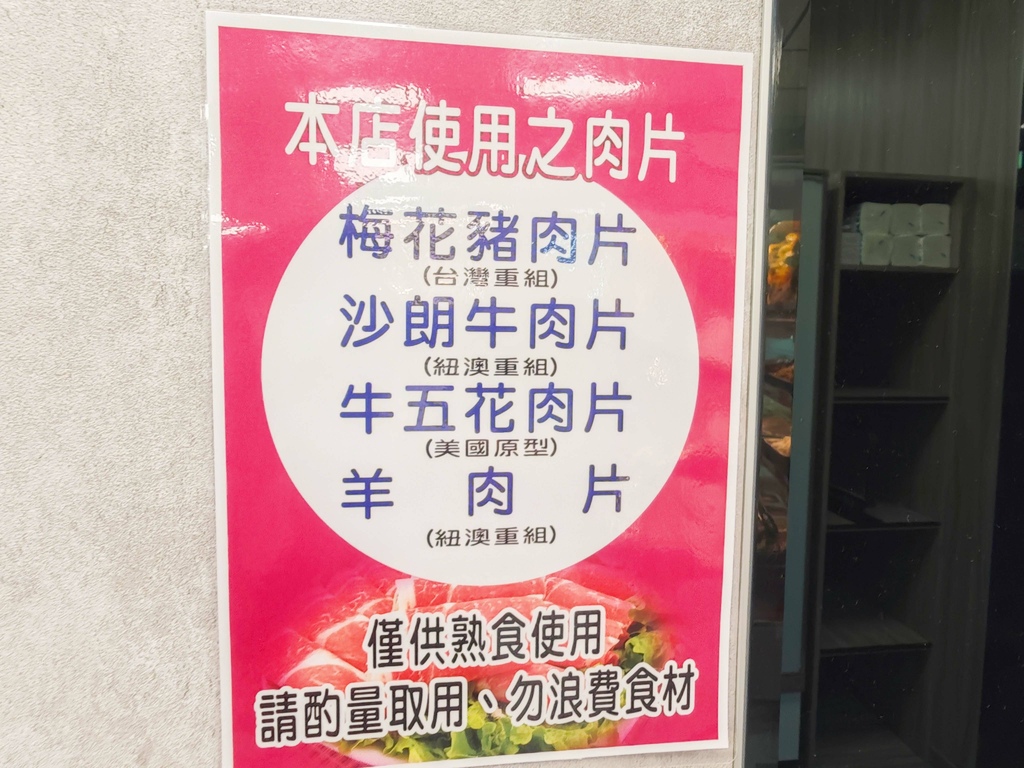 本店使用之肉片
梅花豬肉片
(台灣重組)
沙朗牛肉片
(紐澳重組)
牛五花肉片
(美國原型)
羊肉片
(紐澳重組)
僅供熟食使用
請酌量取用、勿浪費食材